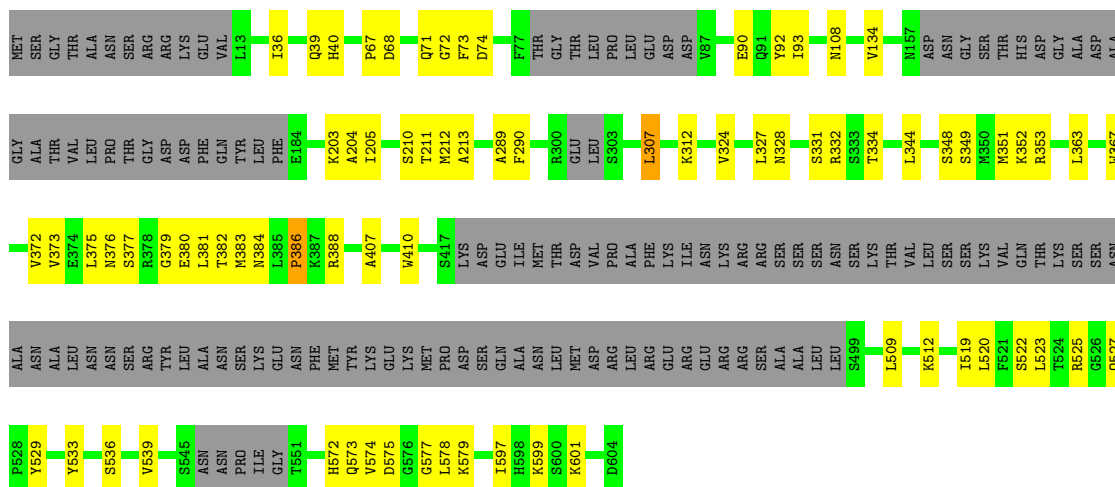 MET SER GLY THR ALA ASN SER ARG ARG LYS GLU VAL L13 I36 Q39 H40 P67 D68 Q71 G72 F73 D74 F77 THR GLY THR LEU PRO LEU GLU ASP ASP V87 E90 Q91 Y92 I93 N108 V134 N157 ASP ASN GLY SER THR HIS ASP GLY ALA ASP ALA
GLY ALA THR VAL LEU PRO THR GLY ASP ASP PHE GLN TYR LEU PHE E184 K203 A204 I205 S210 T211 M212 A213 A289 F290 R300 GLU LEU S303 L307 K312 V324 L327 N328 S331 R332 S333 T334 L344 S348 S349 M350 M351 K352 R353 L363 W367
V372 V373 E374 L375 N376 S377 R378 G379 E380 L381 T382 M383 N384 L385 P386 K387 R388 A407 W410 S417 LYS ASP GLU ILE MET THR ASP VAL PRO ALA PHE LYS ILE ASN LYS ARG ARG SER SER SER ASN SER LYS THR VAL LEU SER SER LYS VAL GLN THR LYS SER SER ASN
ALA ASN ALA LEU ASN ASN SER ARG TYR LEU ALA ASN SER LYS GLU ASN PHE MET TYR LYS GLU LYS MET PRO ASP SER GLN ALA ASN LEU MET ASP ARG LEU ARG GLU ARG GLU ARG ARG SER ALA ALA LEU LEU S499 L509 K512 I519 L520 F521 S522 L523 T524 R525 G526 Q527
P528 Y529 Y533 S536 V539 S545 ASN ASN PRO ILE GLY T551 H572 Q573 V574 D575 G576 G577 L578 K579 I597 H598 K599 S600 K601 D604